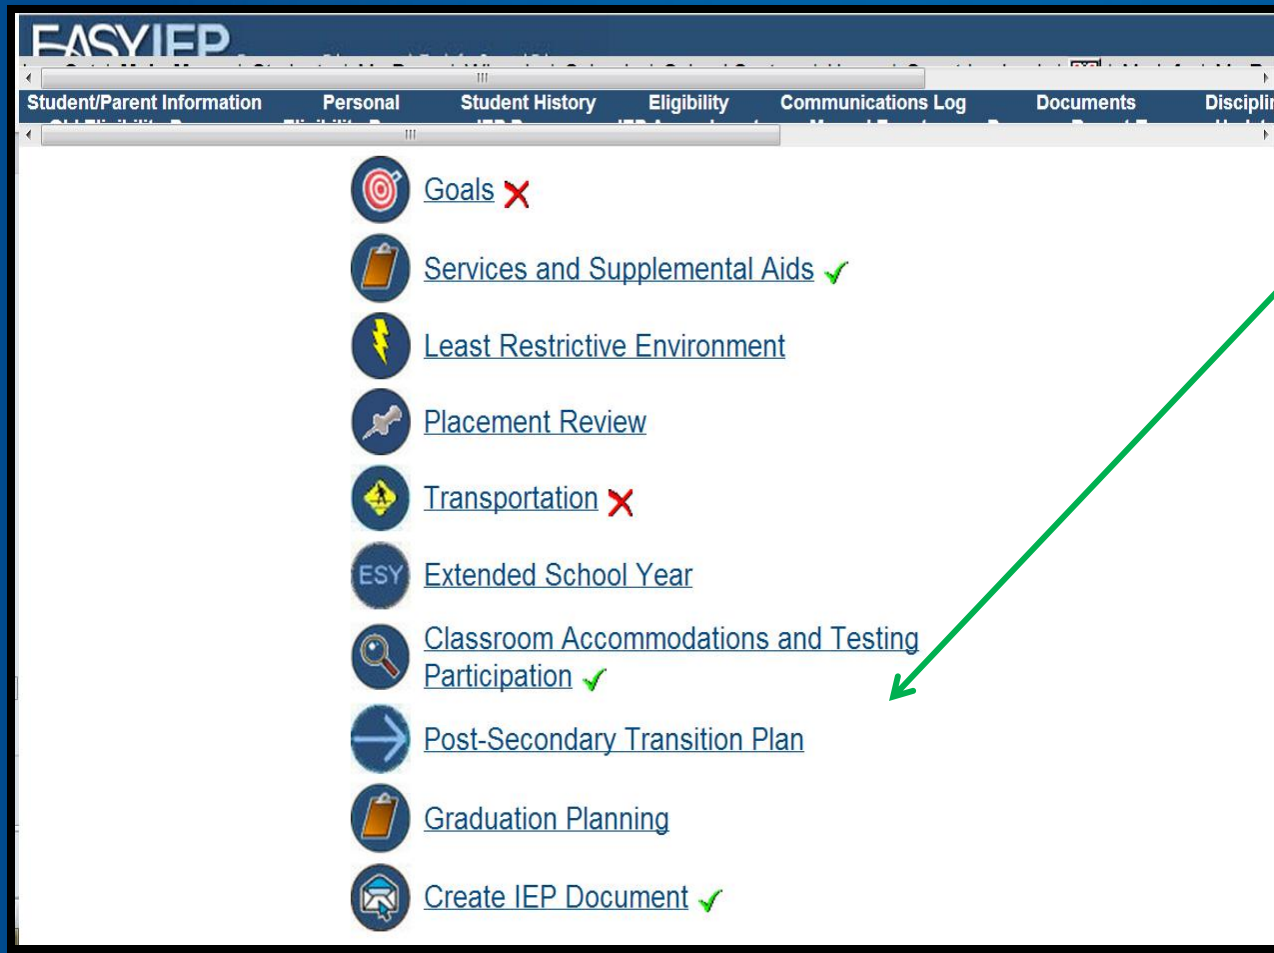 EASYIEP
Student/Parent Information Personal Student History Eligibility Communications Log Documents Disciplin
Goals
Services and Supplemental Aids
Least Restrictive Environment
Placement Review
Transportation
ESY Extended School Year
Classroom Accommodations and Testing
Participation
Post-Secondary Transition Plan
Graduation Planning
Create IEP Document